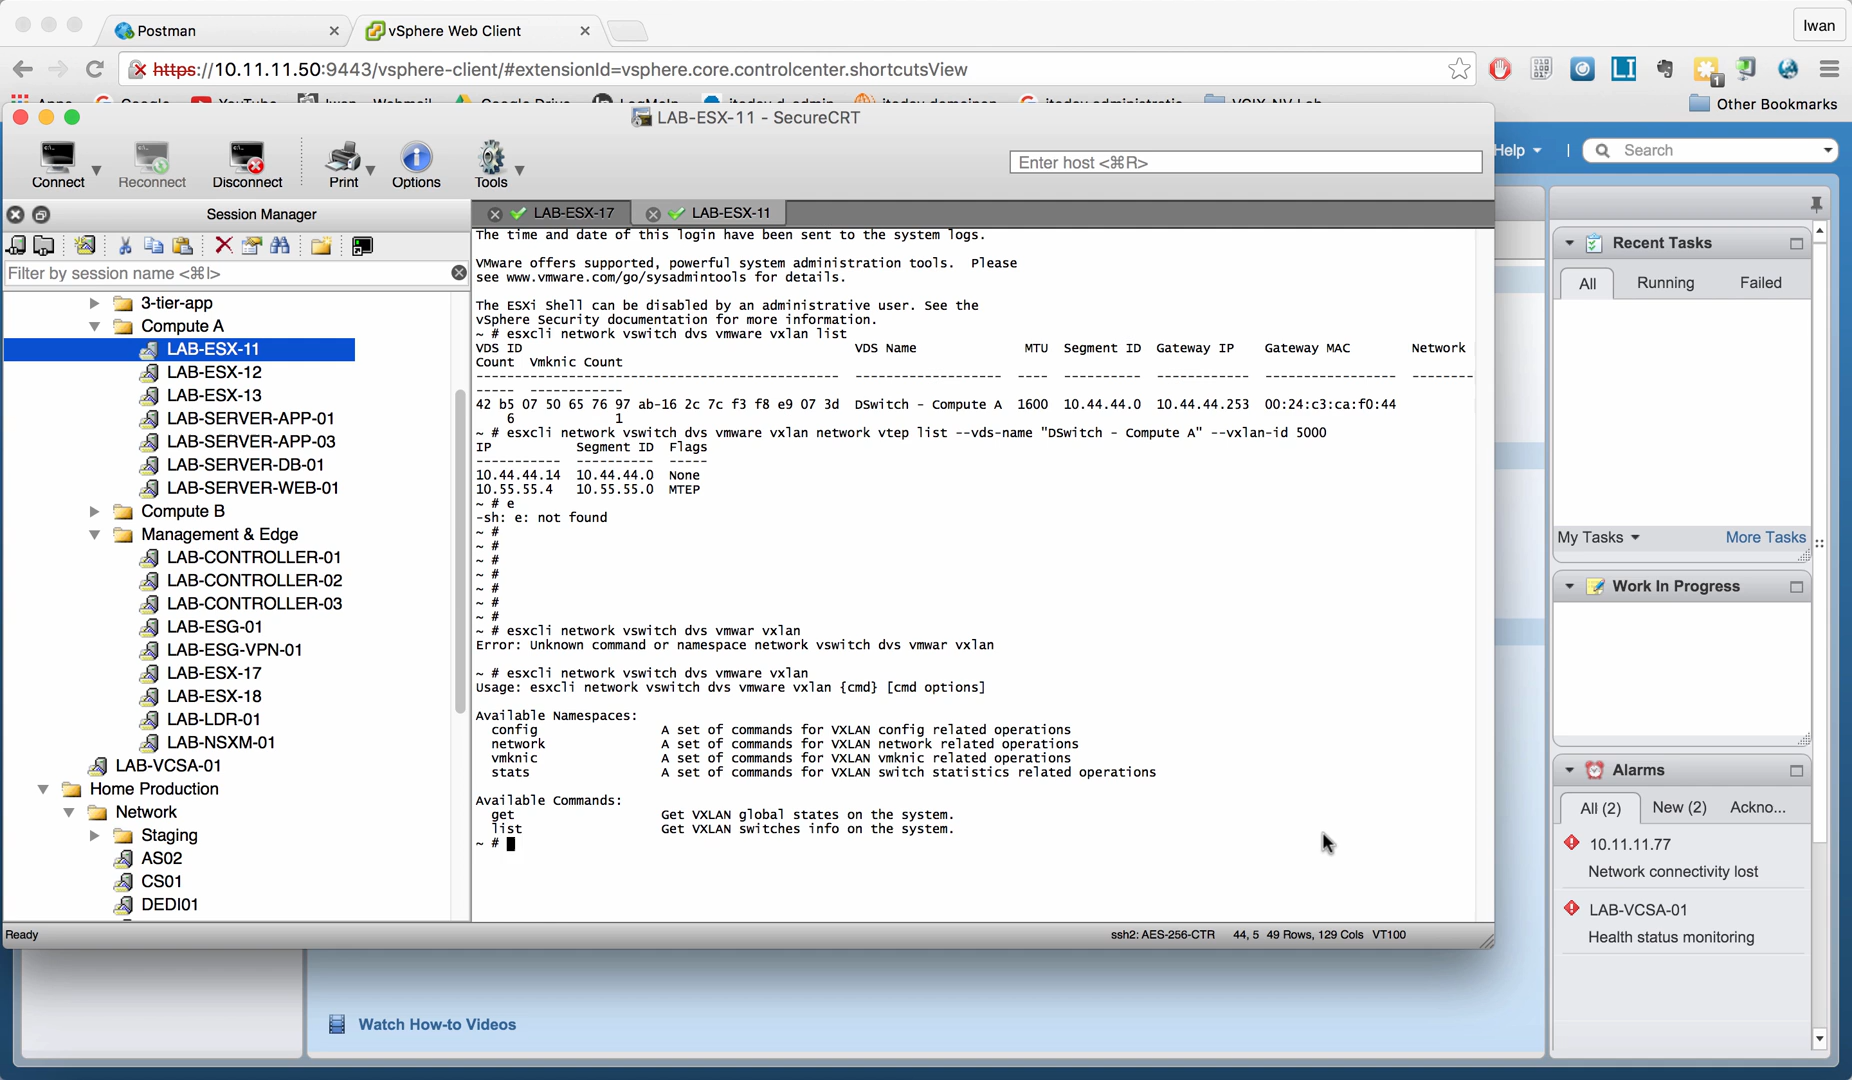 Postman
vSphere Web Client
Iwan
https://10.11.11.50:9443/vsphere-client/#extensionId=vsphere.core.controlcenter.shortcutsView
Other Bookmarks
LAB-ESX-11 - SecureCRT
Connect
Reconnect
Disconnect
Print
Options
Tools
Enter host <⌘R>
Help
Search
Session Manager
Filter by session name <⌘I>
3-tier-app
Compute A
LAB-ESX-11
LAB-ESX-12
LAB-ESX-13
LAB-SERVER-APP-01
LAB-SERVER-APP-03
LAB-SERVER-DB-01
LAB-SERVER-WEB-01
Compute B
Management & Edge
LAB-CONTROLLER-01
LAB-CONTROLLER-02
LAB-CONTROLLER-03
LAB-ESG-01
LAB-ESG-VPN-01
LAB-ESX-17
LAB-ESX-18
LAB-LDR-01
LAB-NSXM-01
LAB-VCSA-01
Home Production
Network
Staging
AS02
CS01
DEDI01
Ready
LAB-ESX-17
LAB-ESX-11
The time and date of this login have been sent to the system logs.
VMware offers supported, powerful system administration tools.  Please
see www.vmware.com/go/sysadmintools for details.
The ESXi Shell can be disabled by an administrative user. See the
vSphere Security documentation for more information.
~ # esxcli network vswitch dvs vmware vxlan list
VDS ID VDS Name MTU Segment ID Gateway IP Gateway MAC Network
Count Vmknic Count
42 b5 07 50 65 76 97 ab-16 2c 7c f3 f8 e9 07 3d DSwitch - Compute A 1600 10.44.44.0 10.44.44.253 00:24:c3:ca:f0:44
6 1
~ # esxcli network vswitch dvs vmware vxlan network vtep list --vds-name "DSwitch - Compute A" --vxlan-id 5000
IP Segment ID Flags
10.44.44.14 10.44.44.0 None
10.55.55.4 10.55.55.0 MTEP
~ # e
-sh: e: not found
~ #
~ #
~ #
~ #
~ #
~ #
~ #
~ # esxcli network vswitch dvs vmwar vxlan
Error: Unknown command or namespace network vswitch dvs vmwar vxlan
~ # esxcli network vswitch dvs vmware vxlan
Usage: esxcli network vswitch dvs vmware vxlan {cmd} [cmd options]
Available Namespaces:
config A set of commands for VXLAN config related operations
network A set of commands for VXLAN network related operations
vmknic A set of commands for VXLAN vmknic related operations
stats A set of commands for VXLAN switch statistics related operations
Available Commands:
get Get VXLAN global states on the system.
list Get VXLAN switches info on the system.
~ #
ssh2: AES-256-CTR 44, 5 49 Rows, 129 Cols VT100
Watch How-to Videos
Recent Tasks
All
Running
Failed
My Tasks
More Tasks
Work In Progress
Alarms
All (2)
New (2)
Ackno...
10.11.11.77
Network connectivity lost
LAB-VCSA-01
Health status monitoring